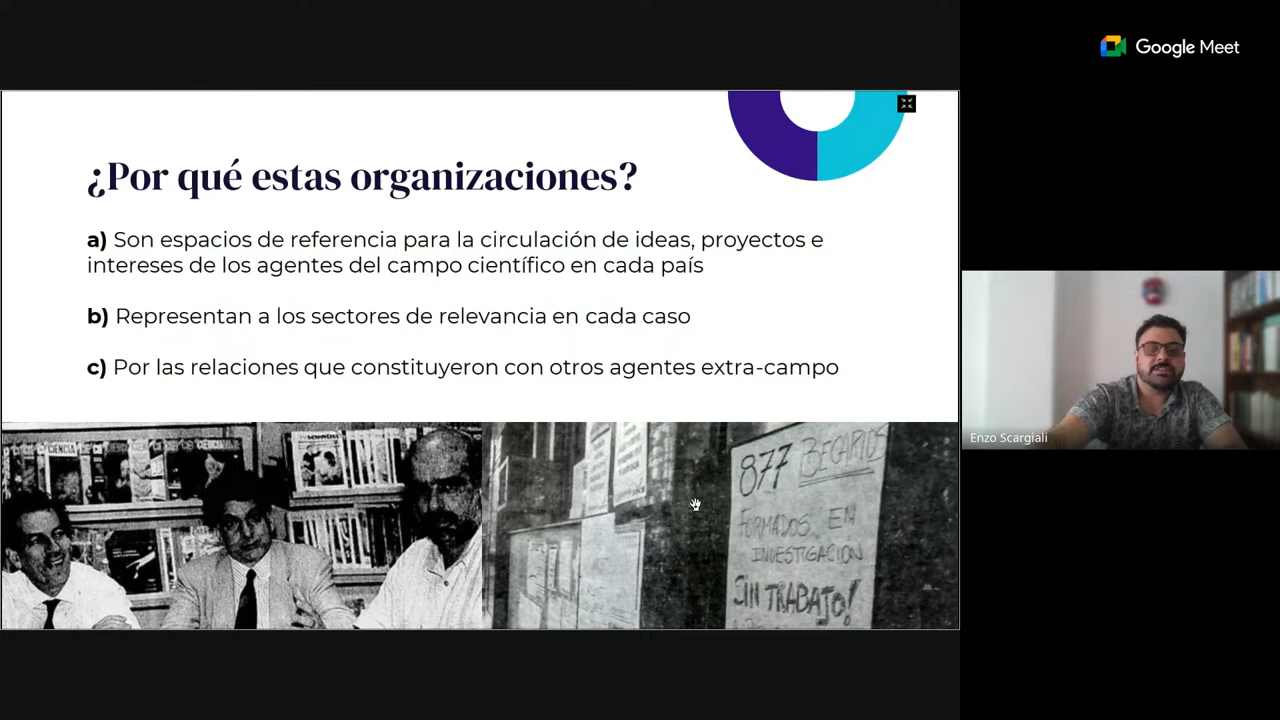 Google Meet
¿Por qué estas organizaciones?
a) Son espacios de referencia para la circulación de ideas, proyectos e
intereses de los agentes del campo científico en cada país
b) Representan a los sectores de relevancia en cada caso
c) Por las relaciones que constituyeron con otros agentes extra-campo
Enzo Scargiali
877 BECARIOS
FORMADOS EN
INVESTIGACION
SIN TRABAJO!